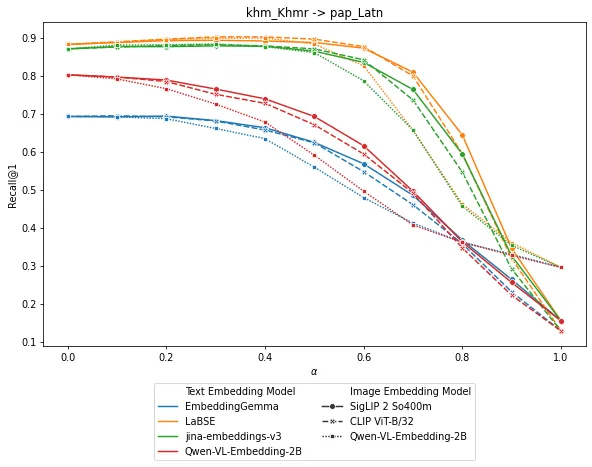 khm_Khmr -> pap_Latn
Recall@1
0.9
0.8
0.7
0.6
0.5
0.4
0.3
0.2
0.1
0.0 0.2 0.4 0.6 0.8 1.0
α
Text Embedding Model
EmbeddingGemma
LaBSE
jina-embeddings-v3
Qwen-VL-Embedding-2B
Image Embedding Model
SigLIP 2 So400m
CLIP ViT-B/32
Qwen-VL-Embedding-2B